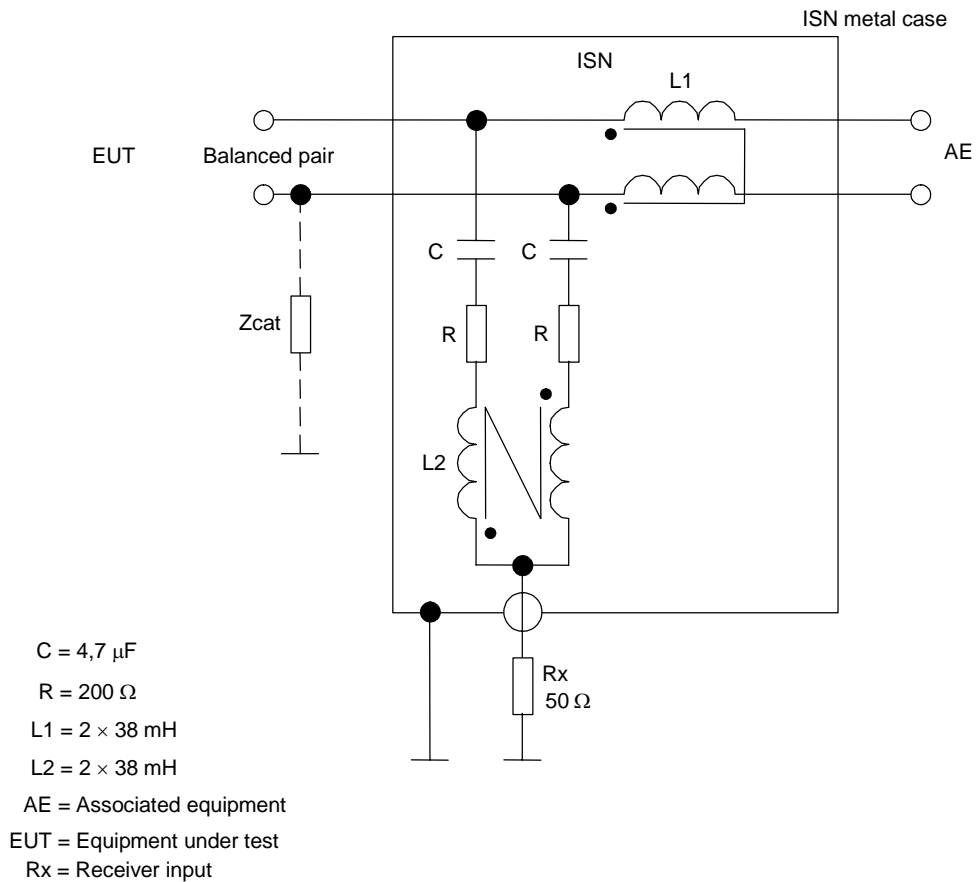 ISN metal case
ISN
L1
EUT
Balanced pair
AE
C
C
Zcat
R
R
L2
Rx
50 Ω
C = 4,7 μF
R = 200 Ω
L1 = 2 × 38 mH
L2 = 2 × 38 mH
AE = Associated equipment
EUT = Equipment under test
Rx = Receiver input